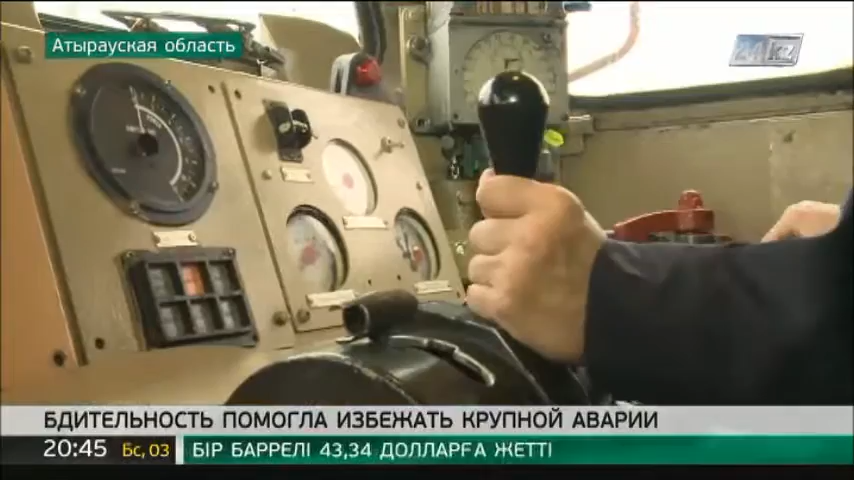 Атырауская область
24kz
БДИТЕЛЬНОСТЬ ПОМОГЛА ИЗБЕЖАТЬ КРУПНОЙ АВАРИИ
20:45 Бс, 03 БІР БАРРЕЛІ 43,34 ДОЛЛАРҒА ЖЕТТІ